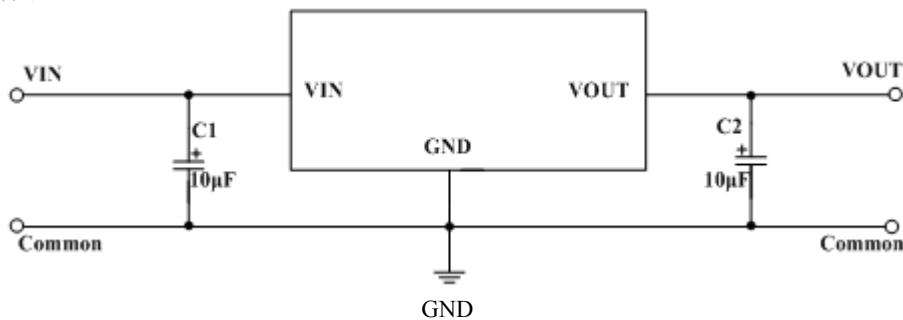 VIN
VOUT
VIN VOUT
C1
+
GND
C2
+
10μF
10μF
Common
Common
GND